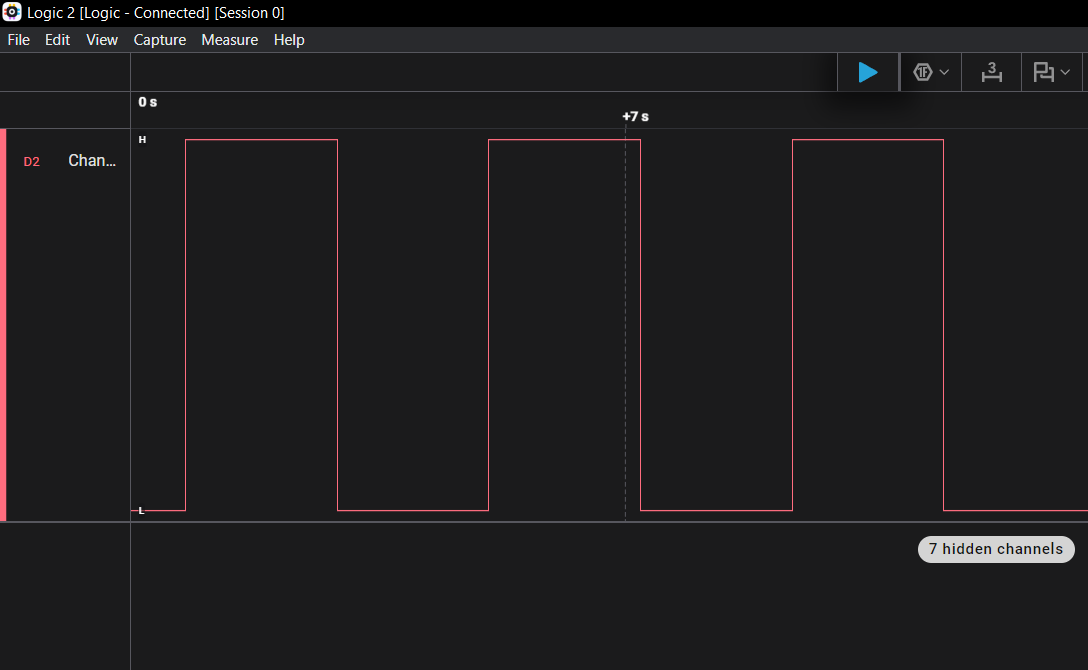 Logic 2 [Logic - Connected] [Session 0]
File Edit View Capture Measure Help
1F 3
0 s
+7 s
H
D2 Chan...
L
7 hidden channels